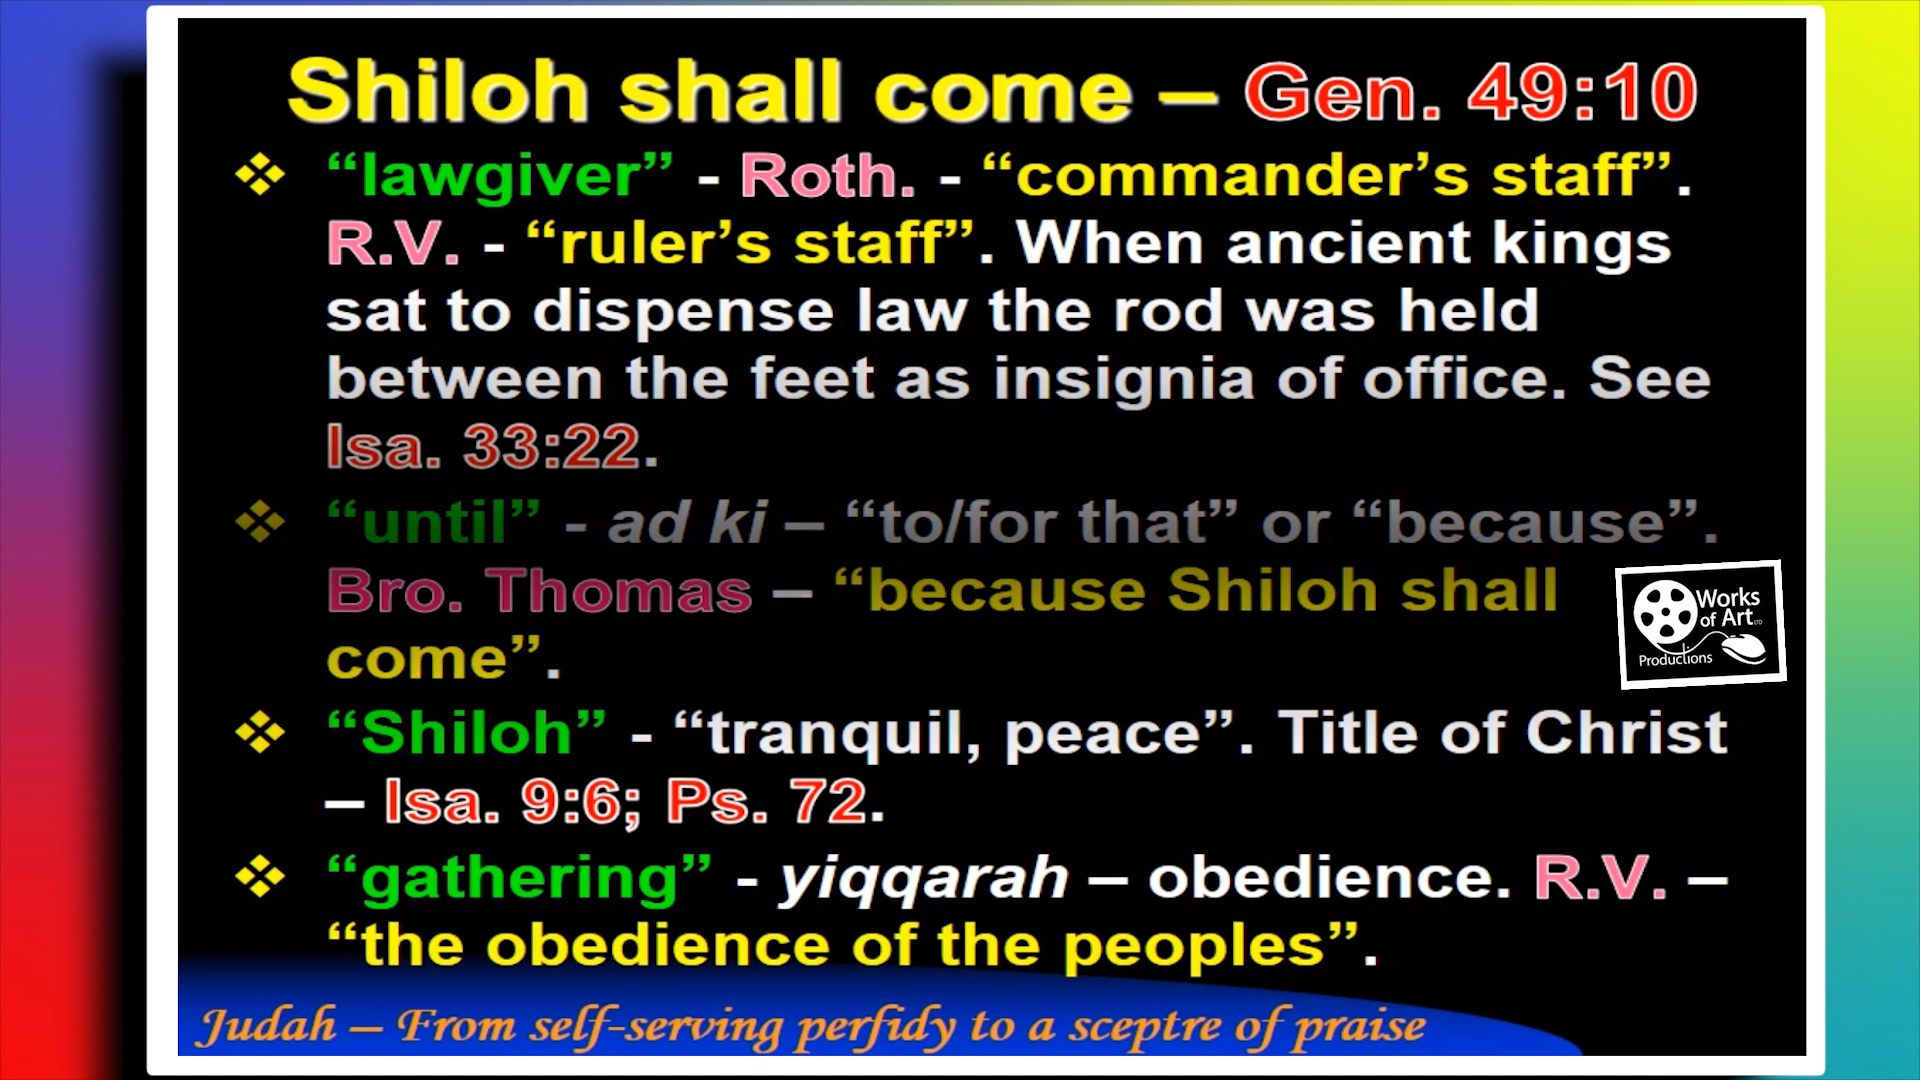 Shiloh shall come – Gen. 49:10
❖ “lawgiver” - Roth. - “commander’s staff”.
R.V. - “ruler’s staff”. When ancient kings
sat to dispense law the rod was held
between the feet as insignia of office. See
Isa. 33:22.
❖ “until” - ad ki – “to/for that” or “because”.
Bro. Thomas – “because Shiloh shall
come”.
❖ “Shiloh” - “tranquil, peace”. Title of Christ
– Isa. 9:6; Ps. 72.
❖ “gathering” - yiqqarah – obedience. R.V. –
“the obedience of the peoples”.
Judah – From self-serving perfidy to a sceptre of praise
Works
of Art LTD
Productions